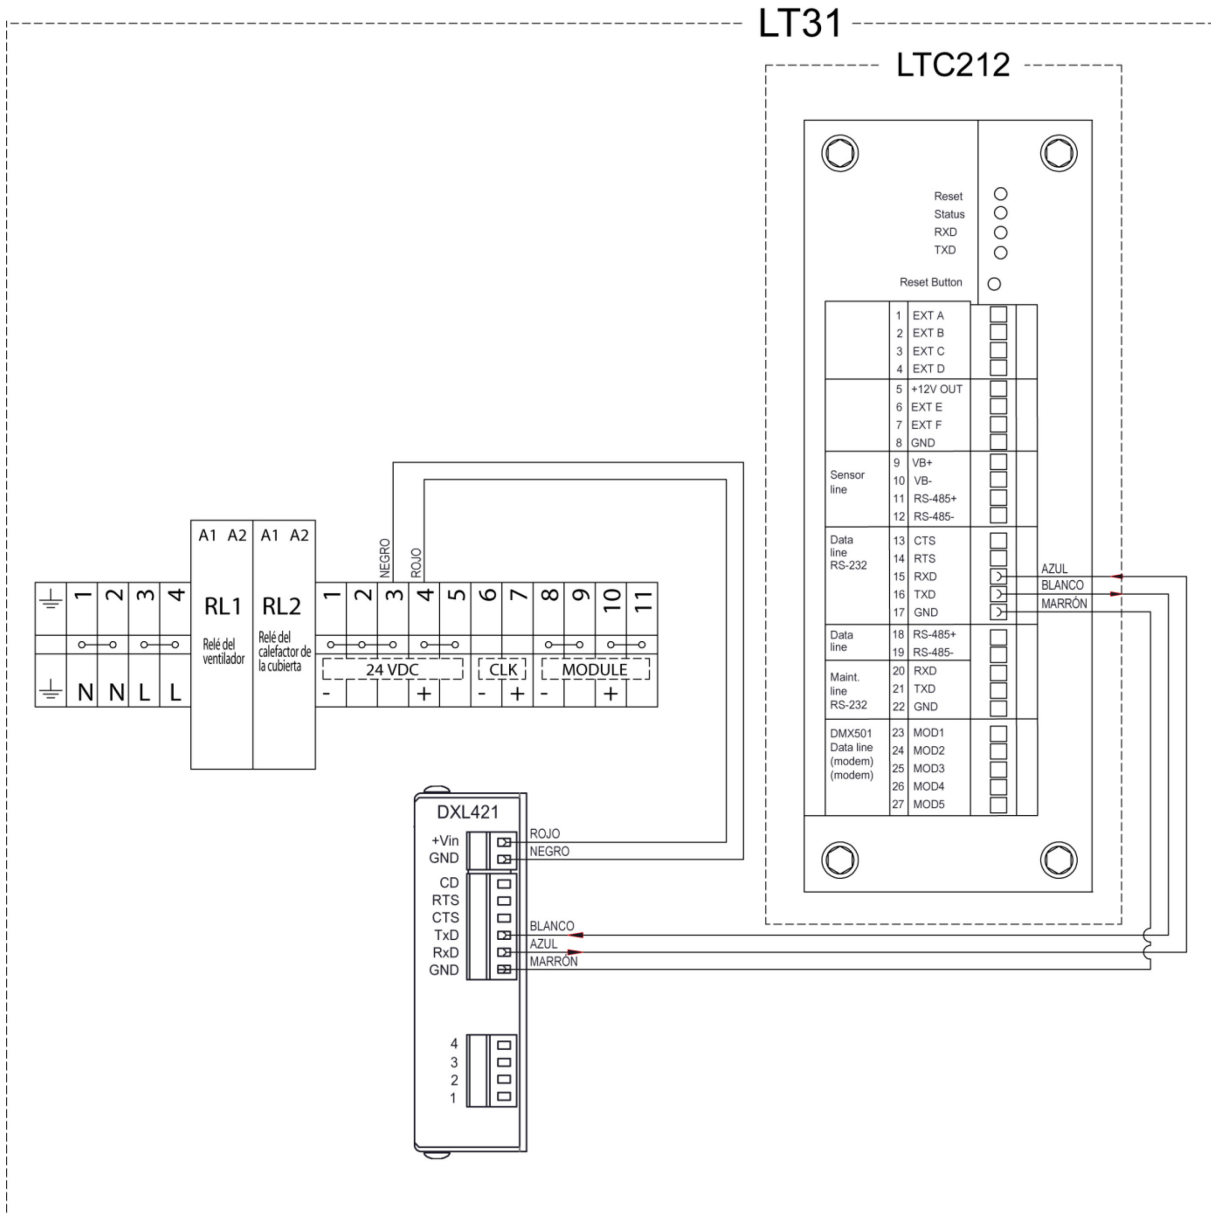 LT31
LTC212
Reset
Status
RXD
TXD
Reset Button
1 EXT A
2 EXT B
3 EXT C
4 EXT D
5 +12V OUT
6 EXT E
7 EXT F
8 GND
Sensor
line
9 VB+
10 VB-
11 RS-485+
12 RS-485-
Data
line
RS-232
13 CTS
14 RTS
15 RXD
16 TXD
17 GND
AZUL
BLANCO
MARRÓN
Data
line
18 RS-485+
19 RS-485-
Maint.
line
RS-232
20 RXD
21 TXD
22 GND
DMX501
Data line
(modem)
(modem)
23 MOD1
24 MOD2
25 MOD3
26 MOD4
27 MOD5
NEGRO
ROJO
A1 A2 A1 A2
1 2 3 4
RL1
Relé del
ventilador
RL2
Relé del
calefactor de
la cubierta
1 2 3 4 5 6 7 8 9 10 11
24 VDC CLK MODULE
N N L L - + - + - +
DXL421
+Vin ROJO
GND NEGRO
CD
RTS
CTS
TxD BLANCO
RxD AZUL
GND MARRÓN
4
3
2
1